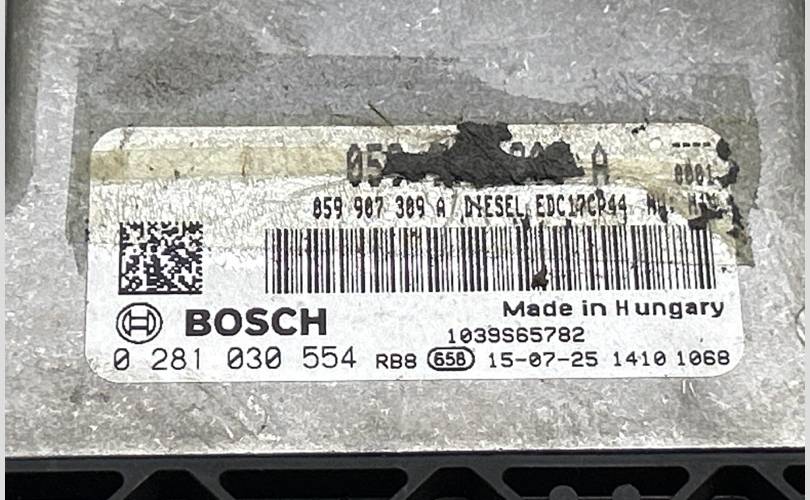 A
0001
059 907 309 A DIESEL EDC17CP44
BOSCH
Made in Hungary
1039S65782
0 281 030 554 RB8 658 15-07-25 1410 1068